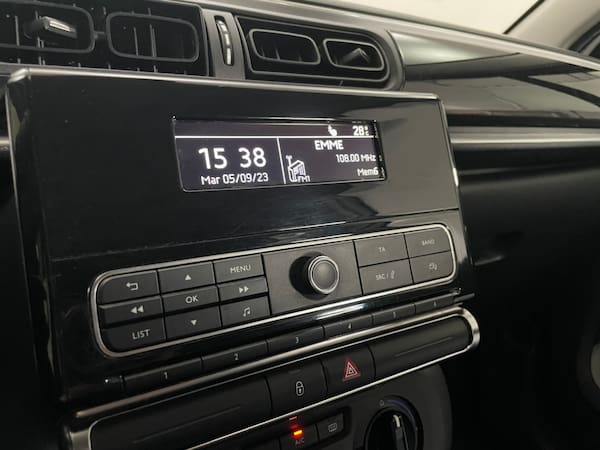 28°
15 38
EMME
108.00 MHz
Mar 05/09/23
FM1
Mem6
MENU
OK
LIST
TA
BAND
SRC /
1
2
3
4
5
6
A/C